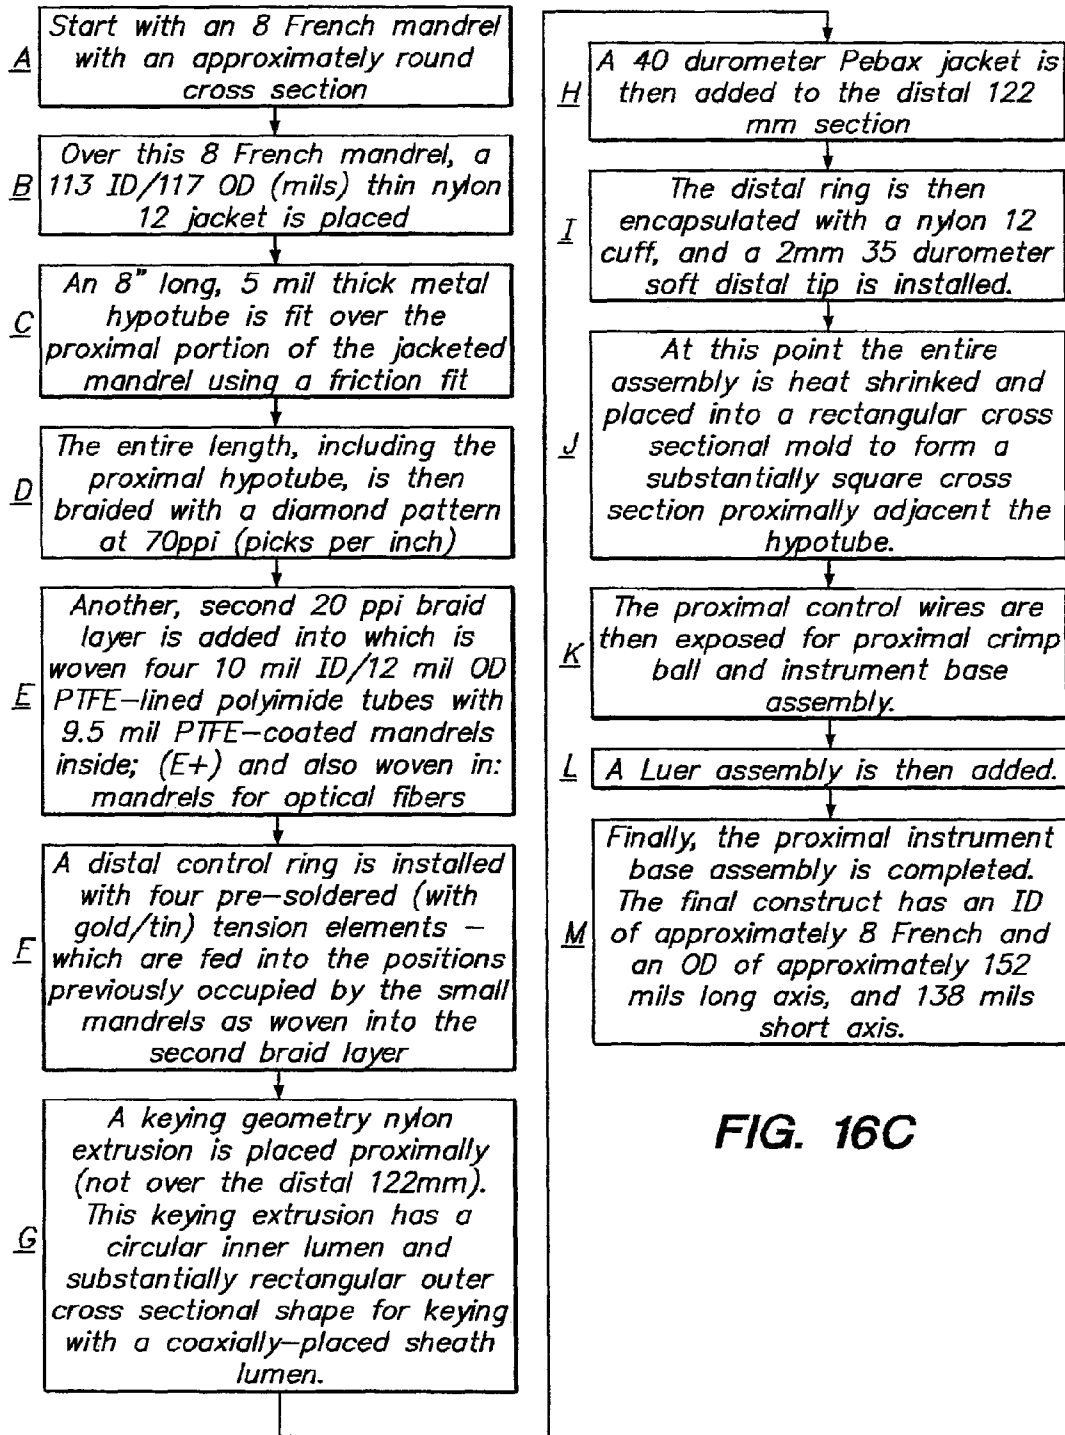 A
Start with an 8 French mandrel
with an approximately round
cross section
B
Over this 8 French mandrel, a
113 ID/117 OD (mils) thin nylon
12 jacket is placed
C
An 8" long, 5 mil thick metal
hypotube is fit over the
proximal portion of the jacketed
mandrel using a friction fit
D
The entire length, including the
proximal hypotube, is then
braided with a diamond pattern
at 70ppi (picks per inch)
E
Another, second 20 ppi braid
layer is added into which is
woven four 10 mil ID/12 mil OD
PTFE-lined polyimide tubes with
9.5 mil PTFE-coated mandrels
inside; (E+) and also woven in:
mandrels for optical fibers
F
A distal control ring is installed
with four pre-soldered (with
gold/tin) tension elements -
which are fed into the positions
previously occupied by the small
mandrels as woven into the
second braid layer
G
A keying geometry nylon
extrusion is placed proximally
(not over the distal 122mm).
This keying extrusion has a
circular inner lumen and
substantially rectangular outer
cross sectional shape for keying
with a coaxially-placed sheath
lumen.
H
A 40 durometer Pebax jacket is
then added to the distal 122
mm section
I
The distal ring is then
encapsulated with a nylon 12
cuff, and a 2mm 35 durometer
soft distal tip is installed.
J
At this point the entire
assembly is heat shrinked and
placed into a rectangular cross
sectional mold to form a
substantially square cross
section proximally adjacent the
hypotube.
K
The proximal control wires are
then exposed for proximal crimp
ball and instrument base
assembly.
L
A Luer assembly is then added.
M
Finally, the proximal instrument
base assembly is completed.
The final construct has an ID
of approximately 8 French and
an OD of approximately 152
mils long axis, and 138 mils
short axis.
FIG. 16C